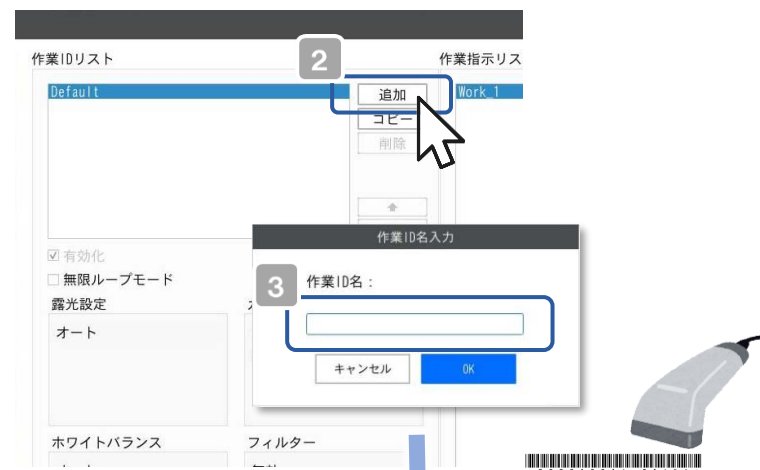 作業IDリスト
2
作業指示リス
Default
追加
Work_1
コピー
削除
作業ID名入力
有効化
無限ループモード
3
作業ID名：
露光設定
オート
キャンセル
OK
ホワイトバランス
フィルター